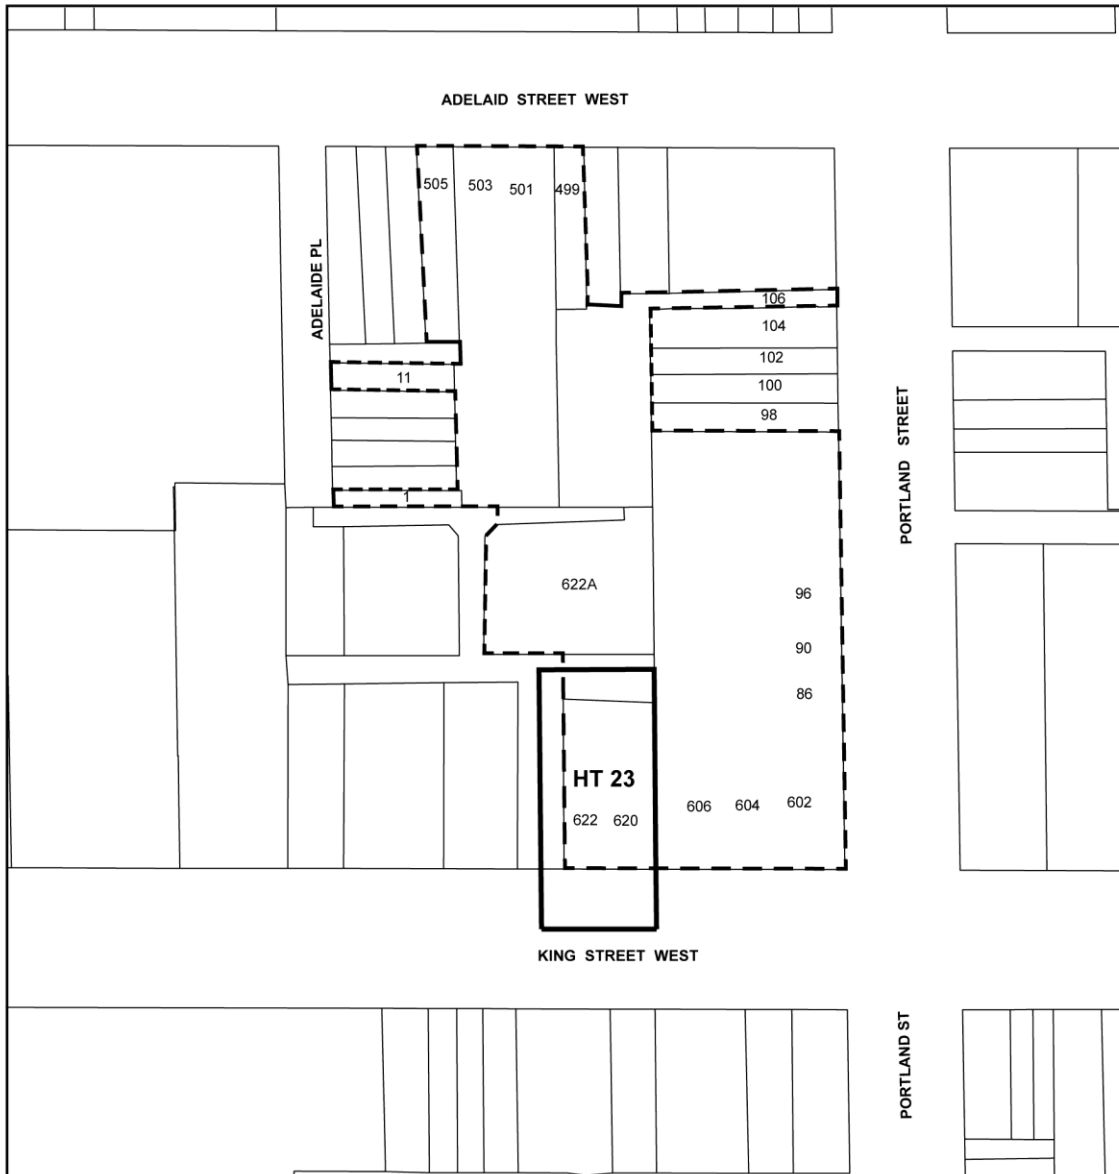 ADELAID STREET WEST
505
503
501
499
ADELAIDE PL
106
104
102
11
100
98
PORTLAND STREET
1
622A
96
90
86
HT 23
622
620
606
604
602
KING STREET WEST
PORTLAND ST